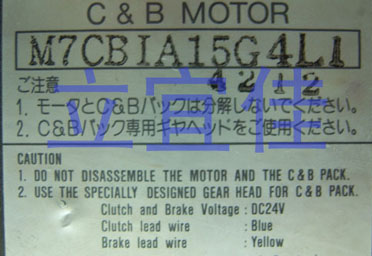 C & B MOTOR
M7CBIA15G4L1
4212
ご注意
1. モータとC&Bパックは分解しないでください。
2. C&Bパック専用ギヤヘッドをご使用ください。
立宜佳
CAUTION
1. DO NOT DISASSEMBLE THE MOTOR AND THE C & B PACK.
2. USE THE SPECIALLY DESIGNED GEAR HEAD FOR C & B PACK.
Clutch and Brake Voltage : DC24V
Clutch lead wire : Blue
Brake lead wire : Yellow